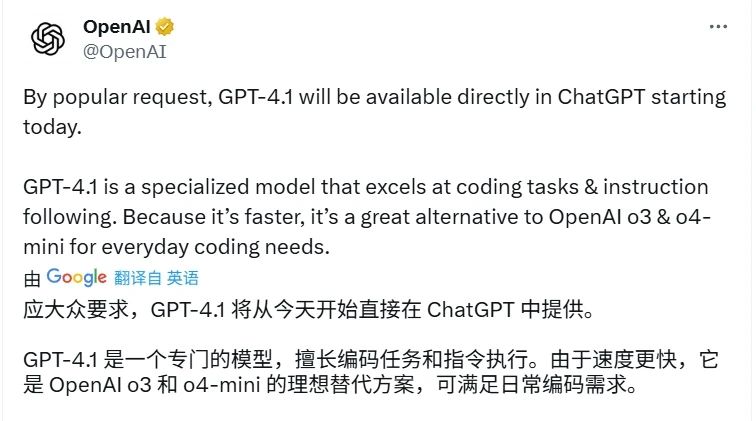 OpenAI
@OpenAI
By popular request, GPT-4.1 will be available directly in ChatGPT starting
today.
GPT-4.1 is a specialized model that excels at coding tasks & instruction
following. Because it’s faster, it’s a great alternative to OpenAI o3 & o4-
mini for everyday coding needs.
由 Google 翻译自 英语
应大众要求，GPT-4.1 将从今天开始直接在 ChatGPT 中提供。
GPT-4.1 是一个专门的模型，擅长编码任务和指令执行。由于速度更快，它
是 OpenAI o3 和 o4-mini 的理想替代方案，可满足日常编码需求。